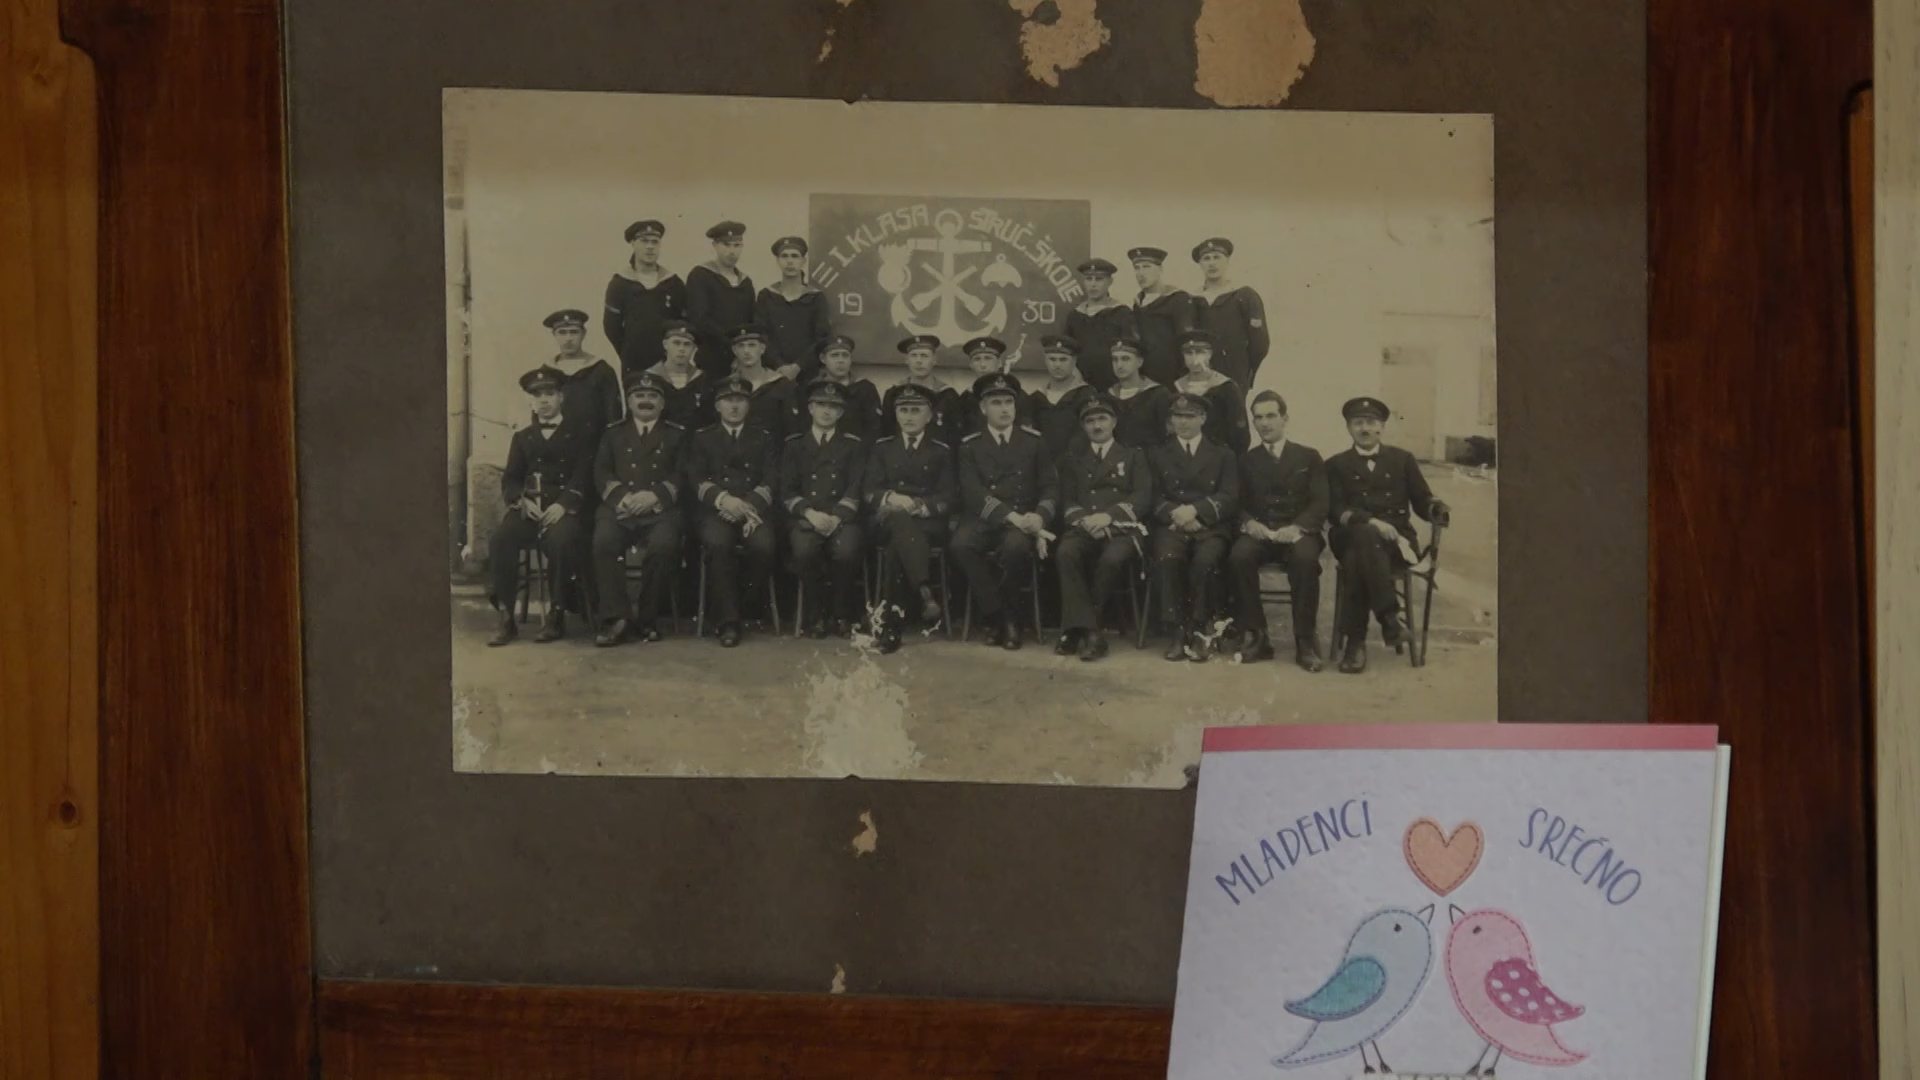 I. KLASA STRUČ. ŠKOLE
19 30
MLADENCI SREĆNO